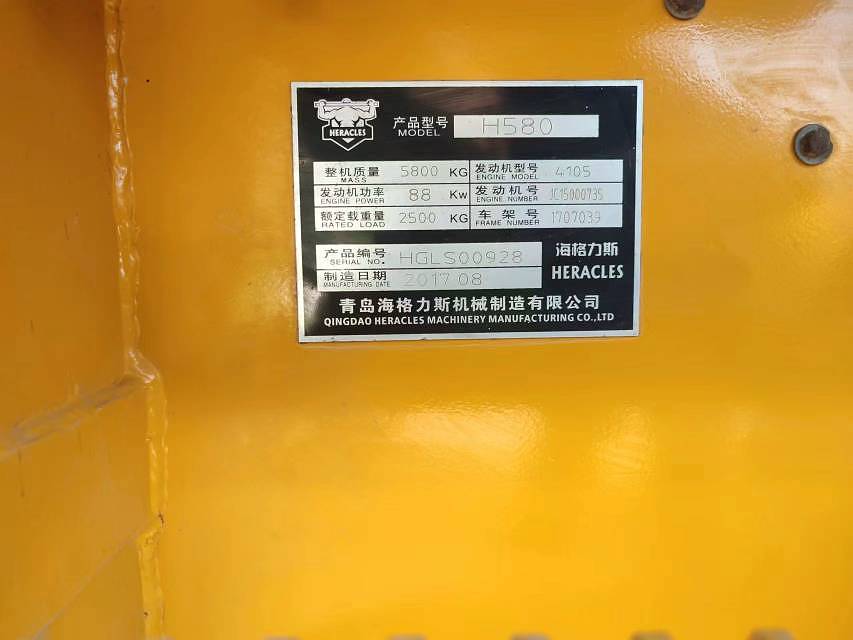 HERACLES
产品型号 H580
MODEL
整机质量 5800 KG 发动机型号 4105
MASS ENGINE MODEL
发动机功率 88 Kw 发动机号 JC15000735
ENGINE POWER ENGINE NUMBER
额定载重量 2500 KG 车架号 1707039
RATED LOAD FRAME NUMBER
产品编号 HGLS00928 海格力斯
SERIAL NO. HERACLES
制造日期 2017 08
MANUFACTURING DATE
青岛海格力斯机械制造有限公司
QINGDAO HERACLES MACHINERY MANUFACTURING CO.,LTD